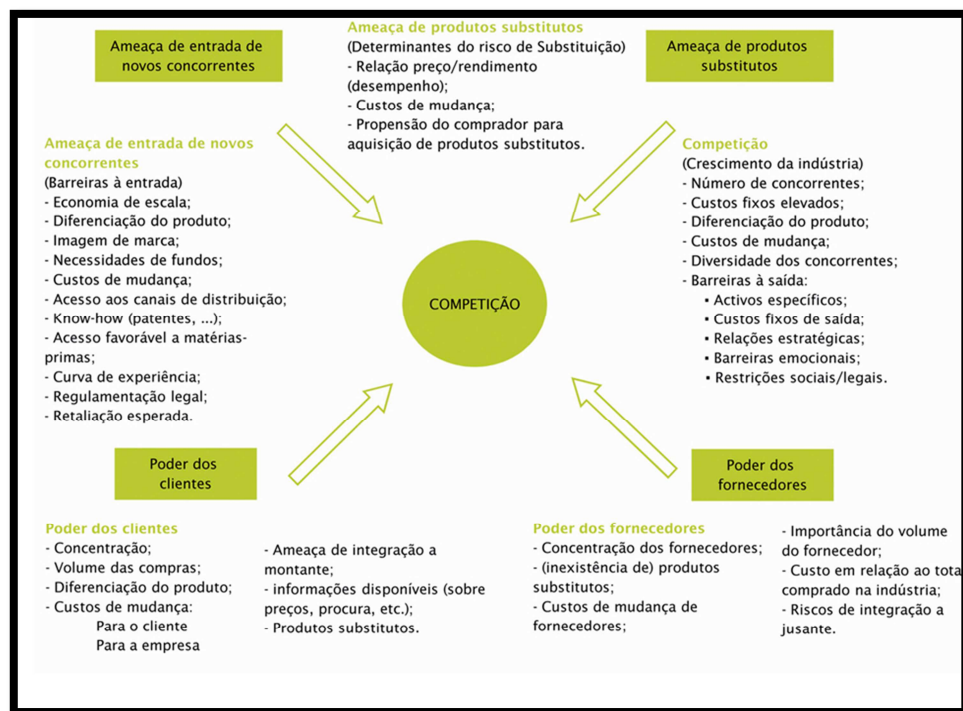 Ameaça de entrada de
novos concorrentes
Ameaça de produtos substitutos
(Determinantes do risco de Substituição)
- Relação preço/rendimento
(desempenho);
- Custos de mudança;
- Propensão do comprador para
aquisição de produtos substitutos.
Ameaça de produtos
substitutos
Ameaça de entrada de novos
concorrentes
(Barreiras à entrada)
- Economia de escala;
- Diferenciação do produto;
- Imagem de marca;
- Necessidades de fundos;
- Custos de mudança;
- Acesso aos canais de distribuição;
- Know-how (patentes, ...);
- Acesso favorável a matérias-
primas;
- Curva de experiência;
- Regulamentação legal;
- Retaliação esperada.
COMPETIÇÃO
Competição
(Crescimento da indústria)
- Número de concorrentes;
- Custos fixos elevados;
- Diferenciação do produto;
- Custos de mudança;
- Diversidade dos concorrentes;
- Barreiras à saída:
▪ Activos específicos;
▪ Custos fixos de saída;
▪ Relações estratégicas;
▪ Barreiras emocionais;
▪ Restrições sociais/legais.
Poder dos
clientes
Poder dos
fornecedores
Poder dos clientes
- Concentração;
- Volume das compras;
- Diferenciação do produto;
- Custos de mudança:
Para o cliente
Para a empresa
- Ameaça de integração a
montante;
- informações disponíveis (sobre
preços, procura, etc.);
- Produtos substitutos.
Poder dos fornecedores
- Concentração dos fornecedores;
- (inexistência de) produtos
substitutos;
- Custos de mudança de
fornecedores;
- Importância do volume
do fornecedor;
- Custo em relação ao tota
comprado na indústria;
- Riscos de integração a
jusante.